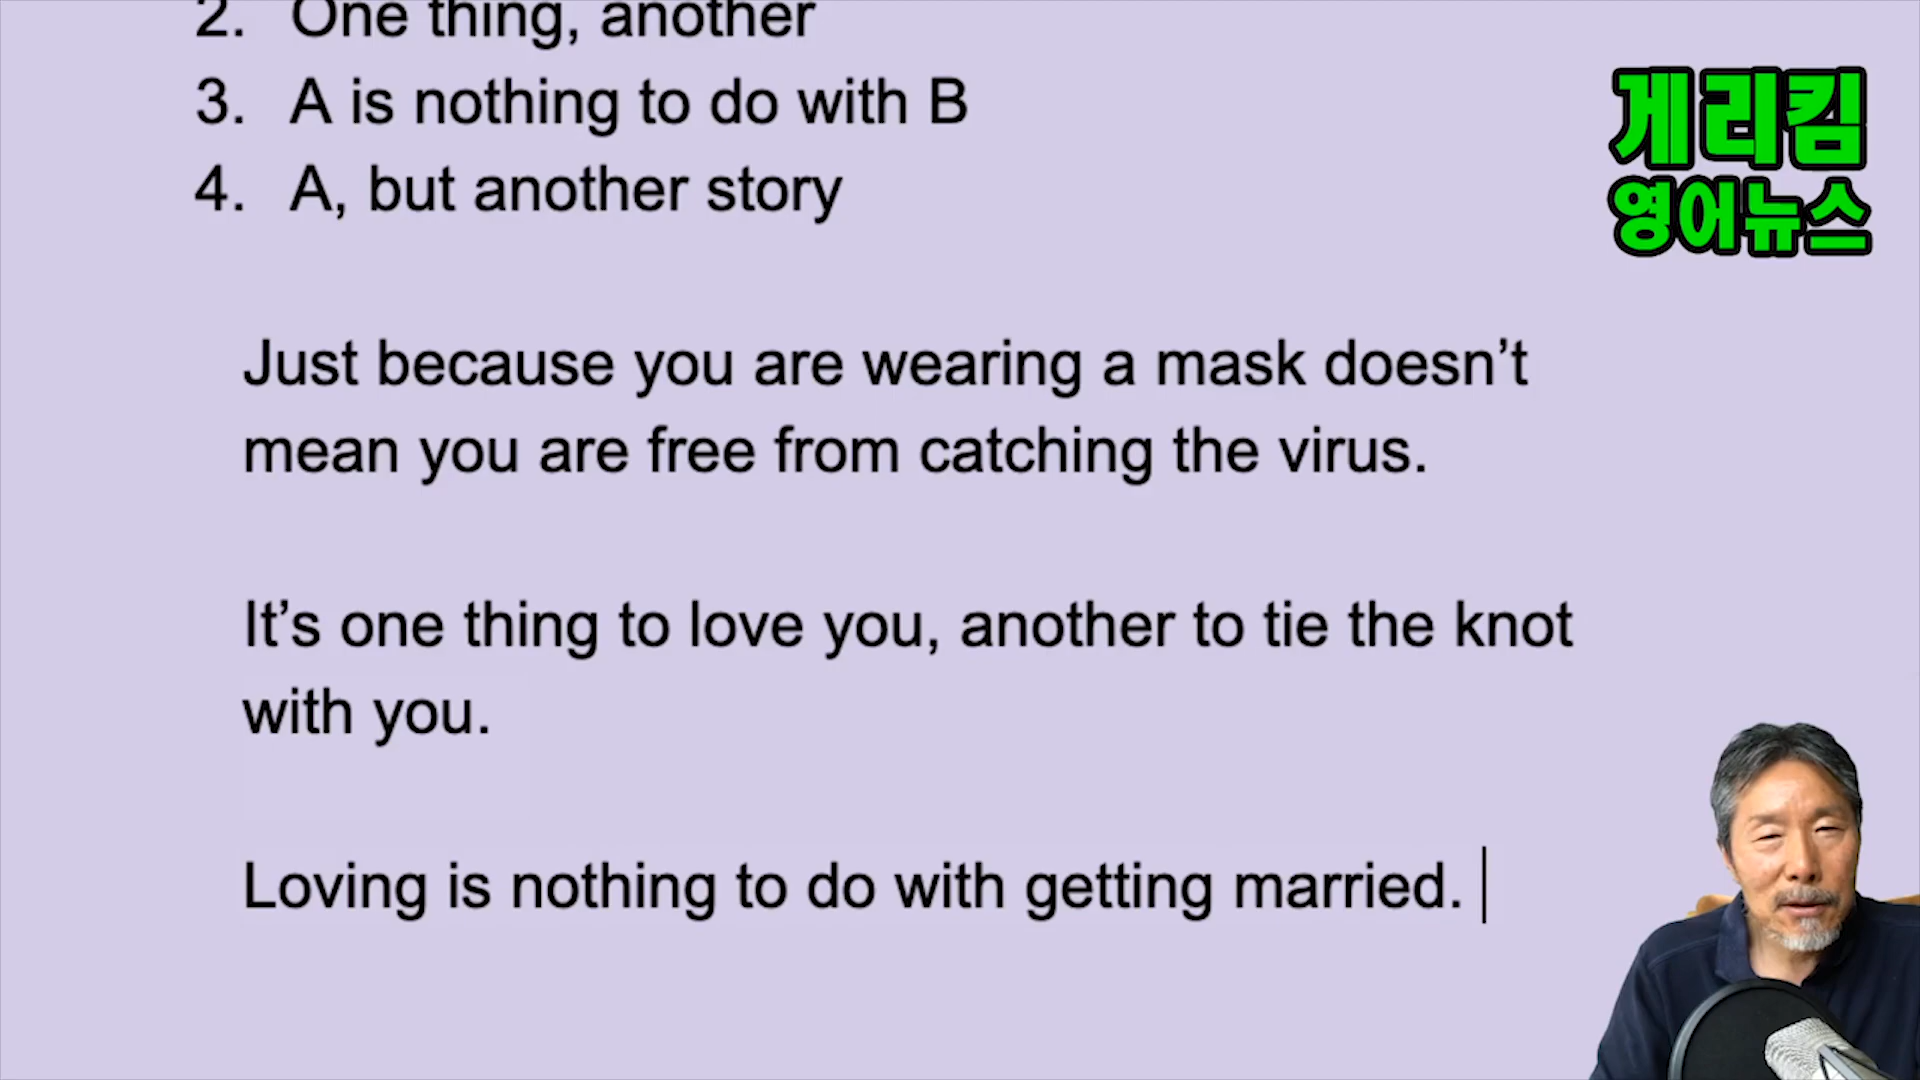 2. One thing, another
3. A is nothing to do with B
4. A, but another story
게리킴
영어뉴스
Just because you are wearing a mask doesn’t
mean you are free from catching the virus.
It’s one thing to love you, another to tie the knot
with you.
Loving is nothing to do with getting married.